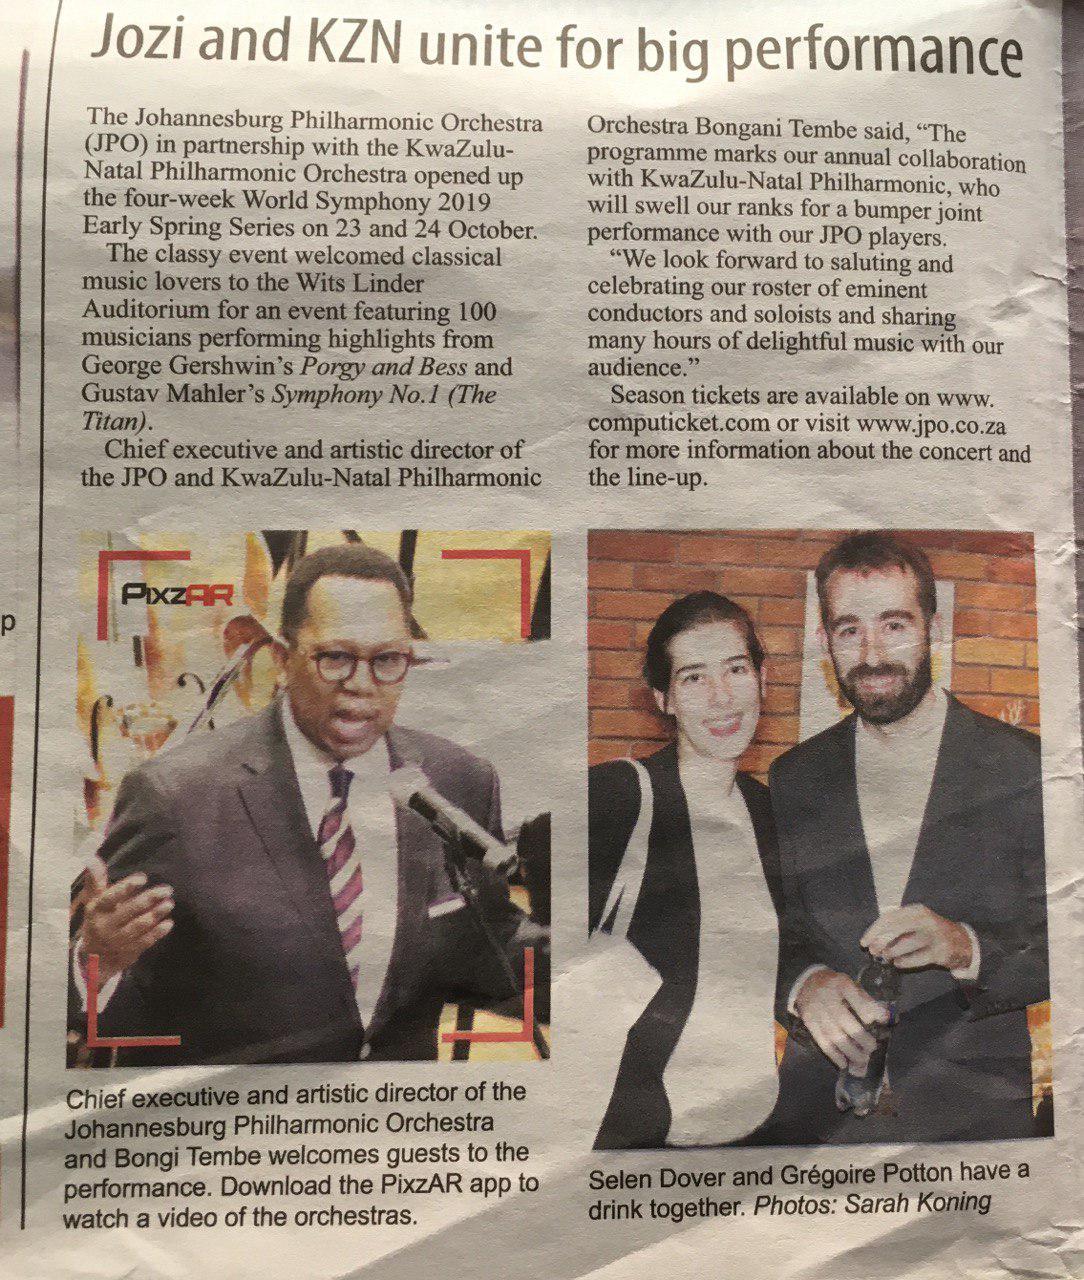 Jozi and KZN unite for big performance
The Johannesburg Philharmonic Orchestra
(JPO) in partnership with the KwaZulu-
Natal Philharmonic Orchestra opened up
the four-week World Symphony 2019
Early Spring Series on 23 and 24 October.
The classy event welcomed classical
music lovers to the Wits Linder
Auditorium for an event featuring 100
musicians performing highlights from
George Gershwin's Porgy and Bess and
Gustav Mahler's Symphony No.1 (The
Titan).
Chief executive and artistic director of
the JPO and KwaZulu-Natal Philharmonic
Orchestra Bongani Tembe said, “The
programme marks our annual collaboration
with KwaZulu-Natal Philharmonic, who
will swell our ranks for a bumper joint
performance with our JPO players.
“We look forward to saluting and
celebrating our roster of eminent
conductors and soloists and sharing
many hours of delightful music with our
audience.”
Season tickets are available on www.
computicket.com or visit www.jpo.co.za
for more information about the concert and
the line-up.
PIXZAR
Chief executive and artistic director of the
Johannesburg Philharmonic Orchestra
and Bongi Tembe welcomes guests to the
performance. Download the PixzAR app to
watch a video of the orchestras.
Selen Dover and Grégoire Potton have a
drink together. Photos: Sarah Koning
p